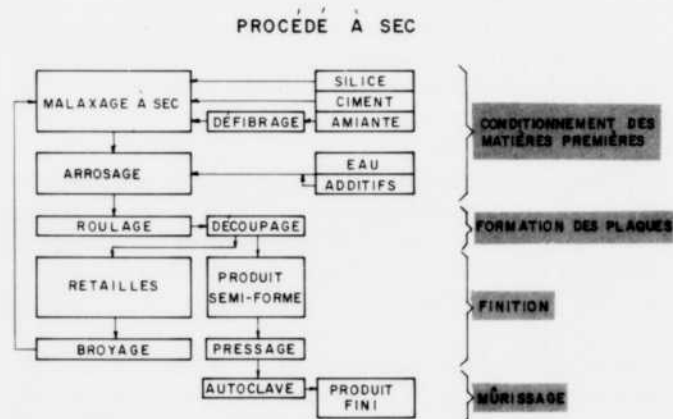 PROCÉDÉ À SEC
MALAXAGE À SEC
SILICE
CIMENT
DÉFIBRAGE
AMIANTE
CONDITIONNEMENT DES
MATIÈRES PREMIÈRES
ARROSAGE
EAU
ADDITIFS
ROULAGE
DÉCOUPAGE
FORMATION DES PLAQUES
RETAILLES
PRODUIT
SEMI-FORME
FINITION
BROYAGE
PRESSAGE
AUTOCLAVE
PRODUIT
FINI
MÛRISSAGE